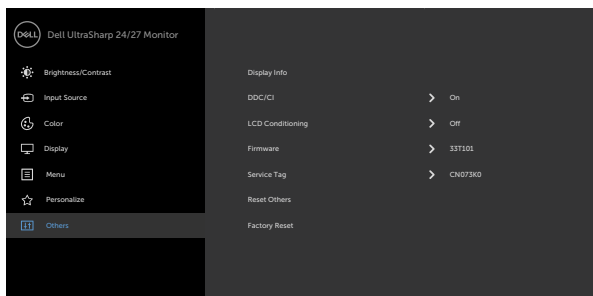 DELL Dell UltraSharp 24/27 Monitor
Brightness/Contrast Display Info
Input Source DDC/CI On
Color LCD Conditioning Off
Display Firmware 33T101
Menu Service Tag CN073K0
Personalize Reset Others
Others Factory Reset